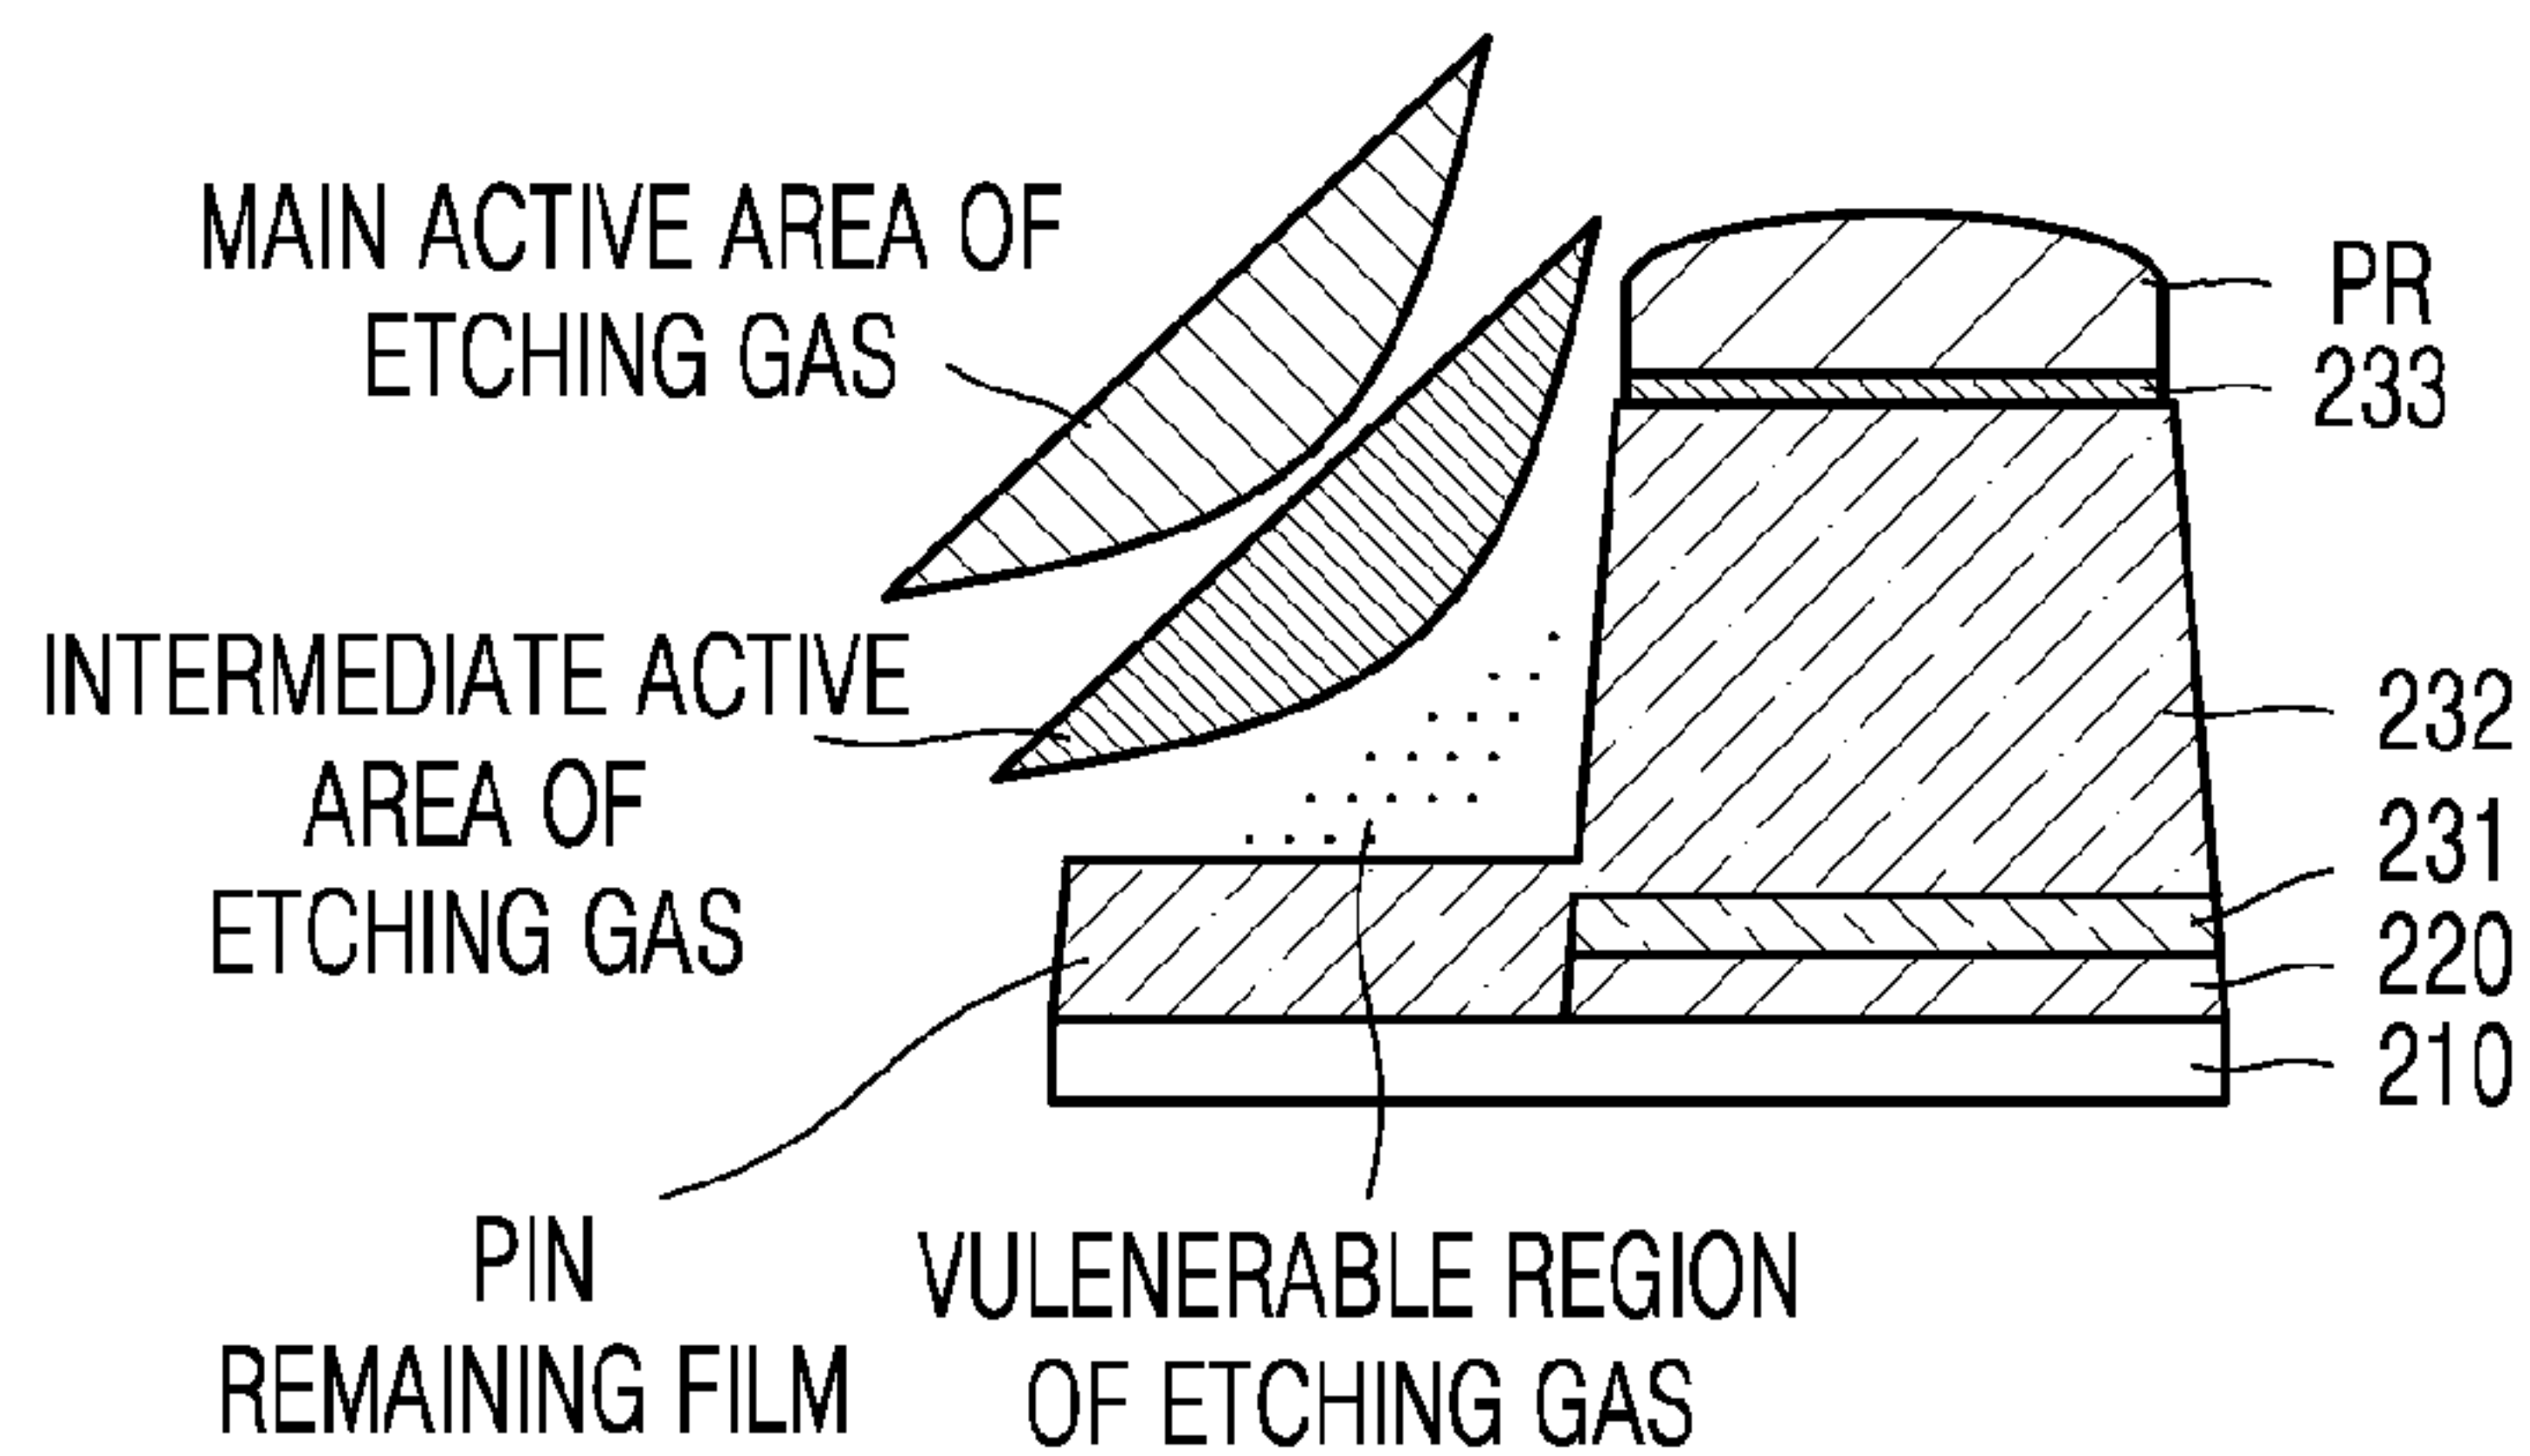 MAIN ACTIVE AREA OF
ETCHING GAS
PR
233
INTERMEDIATE ACTIVE
AREA OF
ETCHING GAS
232
231
220
210
PIN
REMAINING FILM
VULENERABLE REGION
OF ETCHING GAS